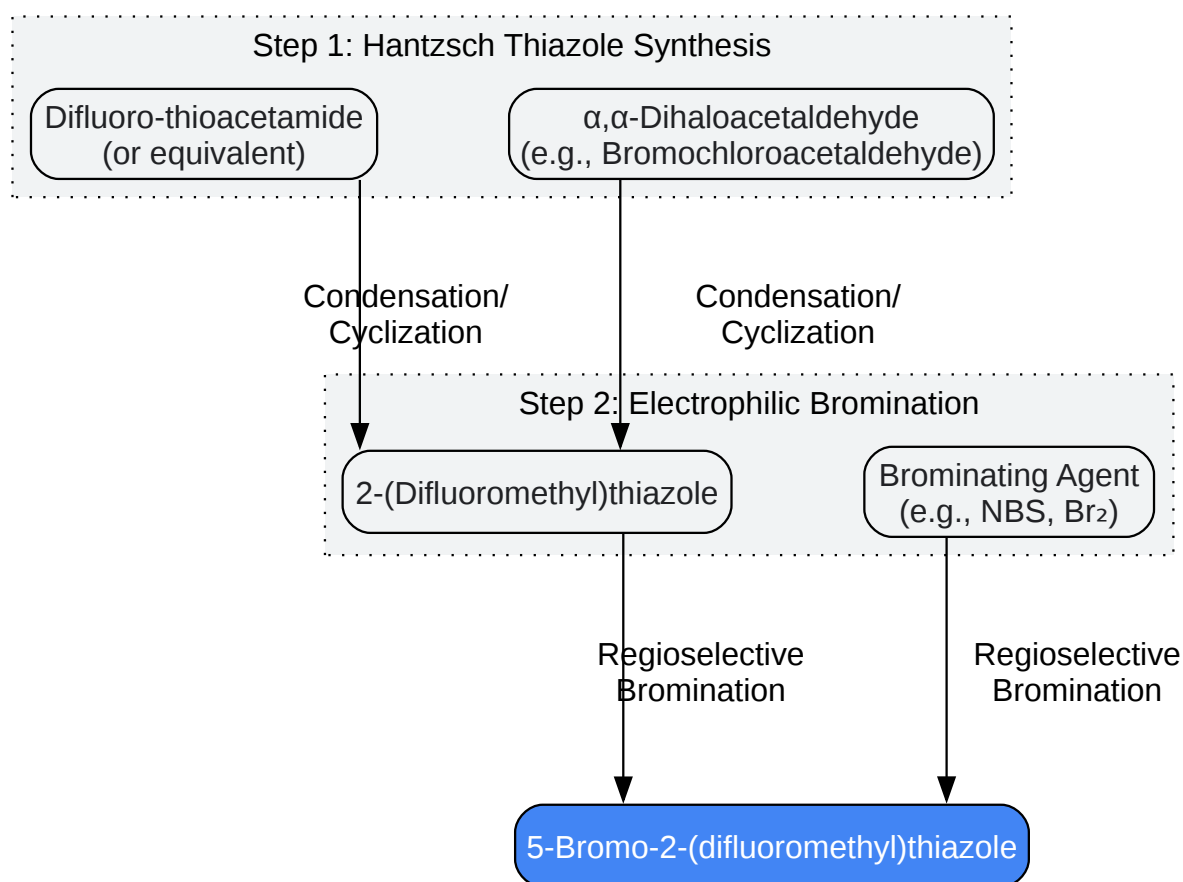 Step 1: Hantzsch Thiazole Synthesis
Difluoro-thioacetamide
(or equivalent)
α,α-Dihaloacetaldehyde
(e.g., Bromochloroacetaldehyde)
Condensation/
Cyclization
Condensation/
Cyclization
Step 2: Electrophilic Bromination
2-(Difluoromethyl)thiazole
Brominating Agent
(e.g., NBS, Br₂)
Regioselective
Bromination
Regioselective
Bromination
5-Bromo-2-(difluoromethyl)thiazole